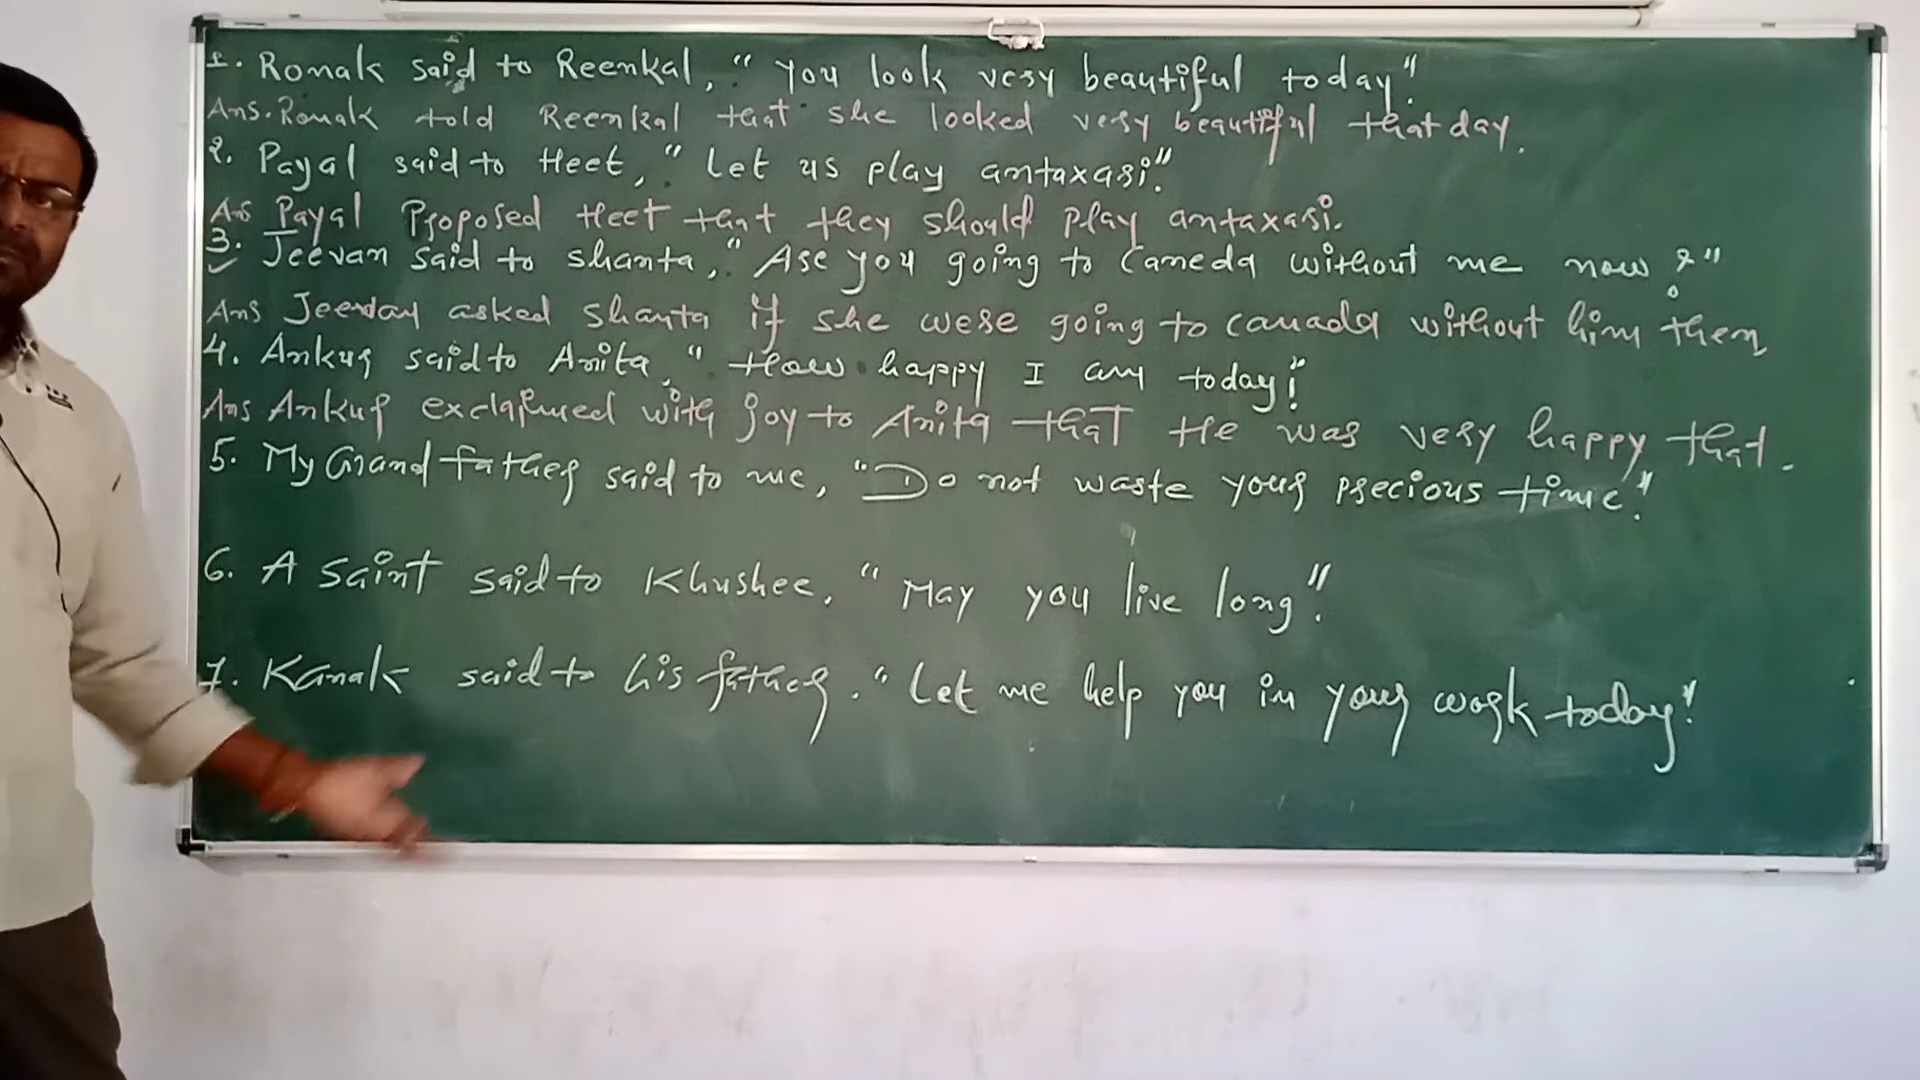 1. Ronak said to Reenkal, "You look very beautiful today."
Ans. Ronak told Reenkal that she looked very beautiful that day.
2. Payal said to Heet, "Let us play antaxari."
Ans Payal Proposed Heet that they should play antaxari.
3. Jeevan said to shanta, "Are you going to Caneda without me now?"
Ans Jeevan asked shanta if she were going to canada without him then
4. Ankur said to Anita, "How happy I am today!"
Ans Ankur exclaimed with joy to Anita that He was very happy that.
5. My Grand father said to me, "Do not waste your precious time."
6. A saint said to Khushee, "May you live long."
7. Kanak said to his father. "Let me help you in your work today."